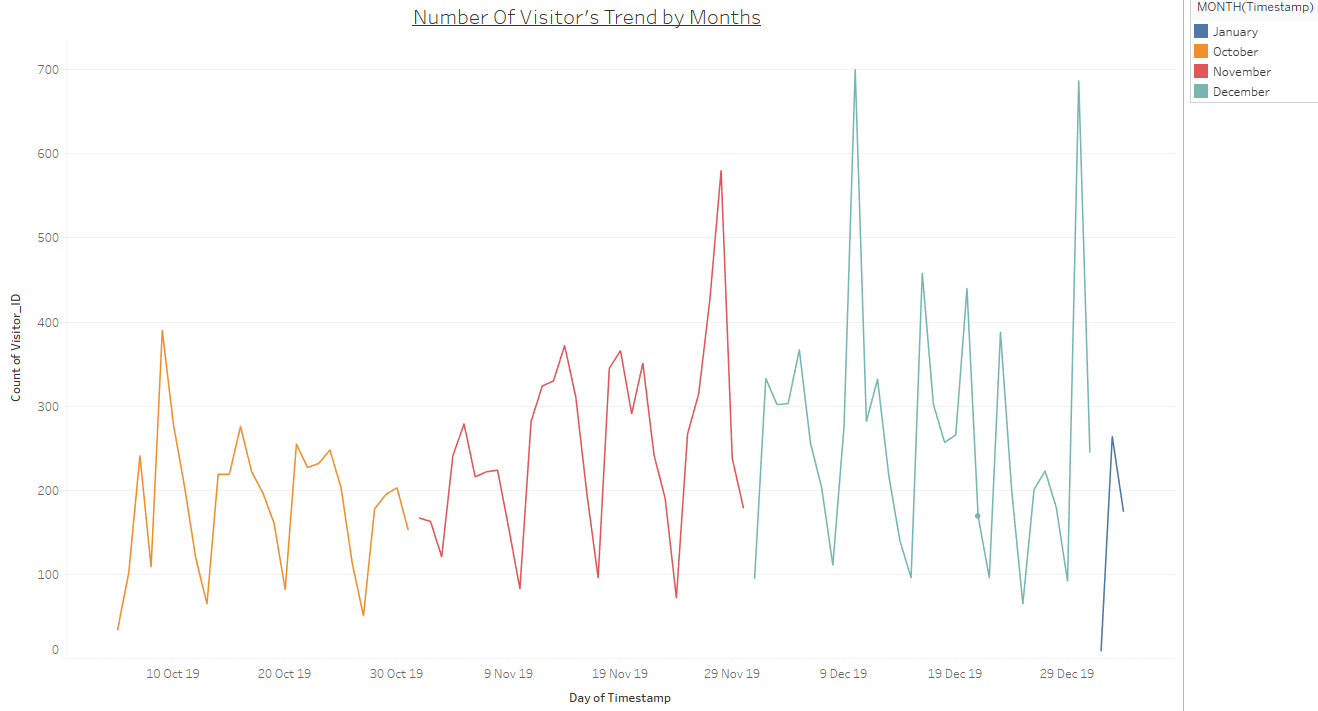 Number Of Visitor's Trend by Months
MONTH(Timestamp)
January
October
November
December
700
600
500
400
300
200
100
0
Count of Visitor_ID
10 Oct 19
20 Oct 19
30 Oct 19
9 Nov 19
19 Nov 19
29 Nov 19
9 Dec 19
19 Dec 19
29 Dec 19
Day of Timestamp